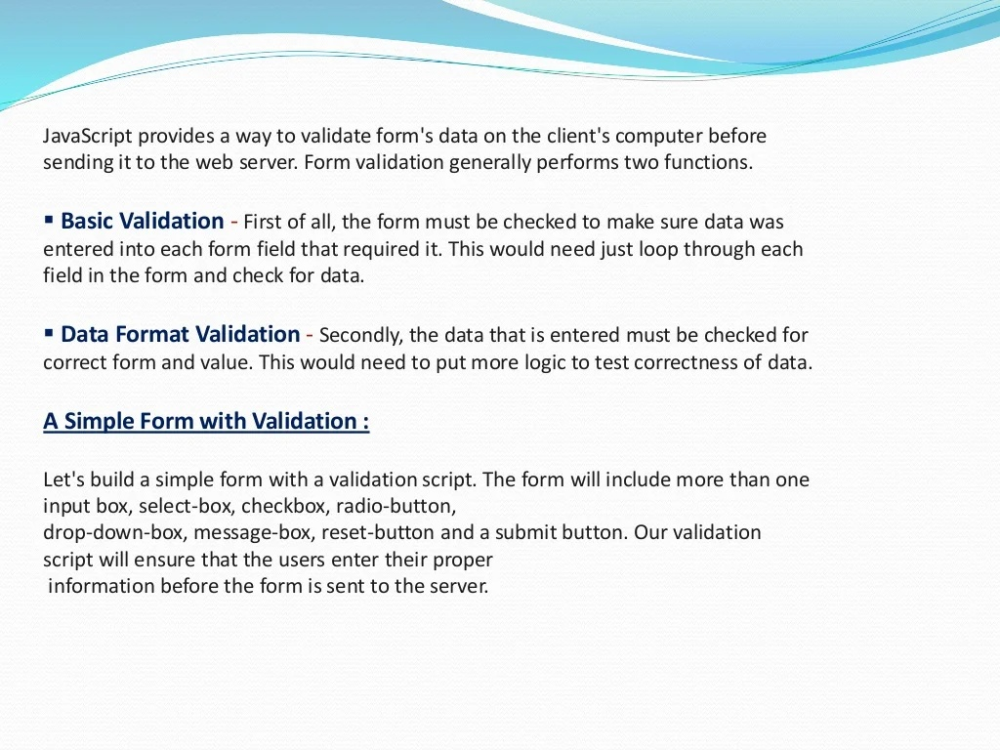 JavaScript provides a way to validate form's data on the client's computer before
sending it to the web server. Form validation generally performs two functions.
▪ Basic Validation - First of all, the form must be checked to make sure data was
entered into each form field that required it. This would need just loop through each
field in the form and check for data.
▪ Data Format Validation - Secondly, the data that is entered must be checked for
correct form and value. This would need to put more logic to test correctness of data.
A Simple Form with Validation :
Let's build a simple form with a validation script. The form will include more than one
input box, select-box, checkbox, radio-button,
drop-down-box, message-box, reset-button and a submit button. Our validation
script will ensure that the users enter their proper
information before the form is sent to the server.